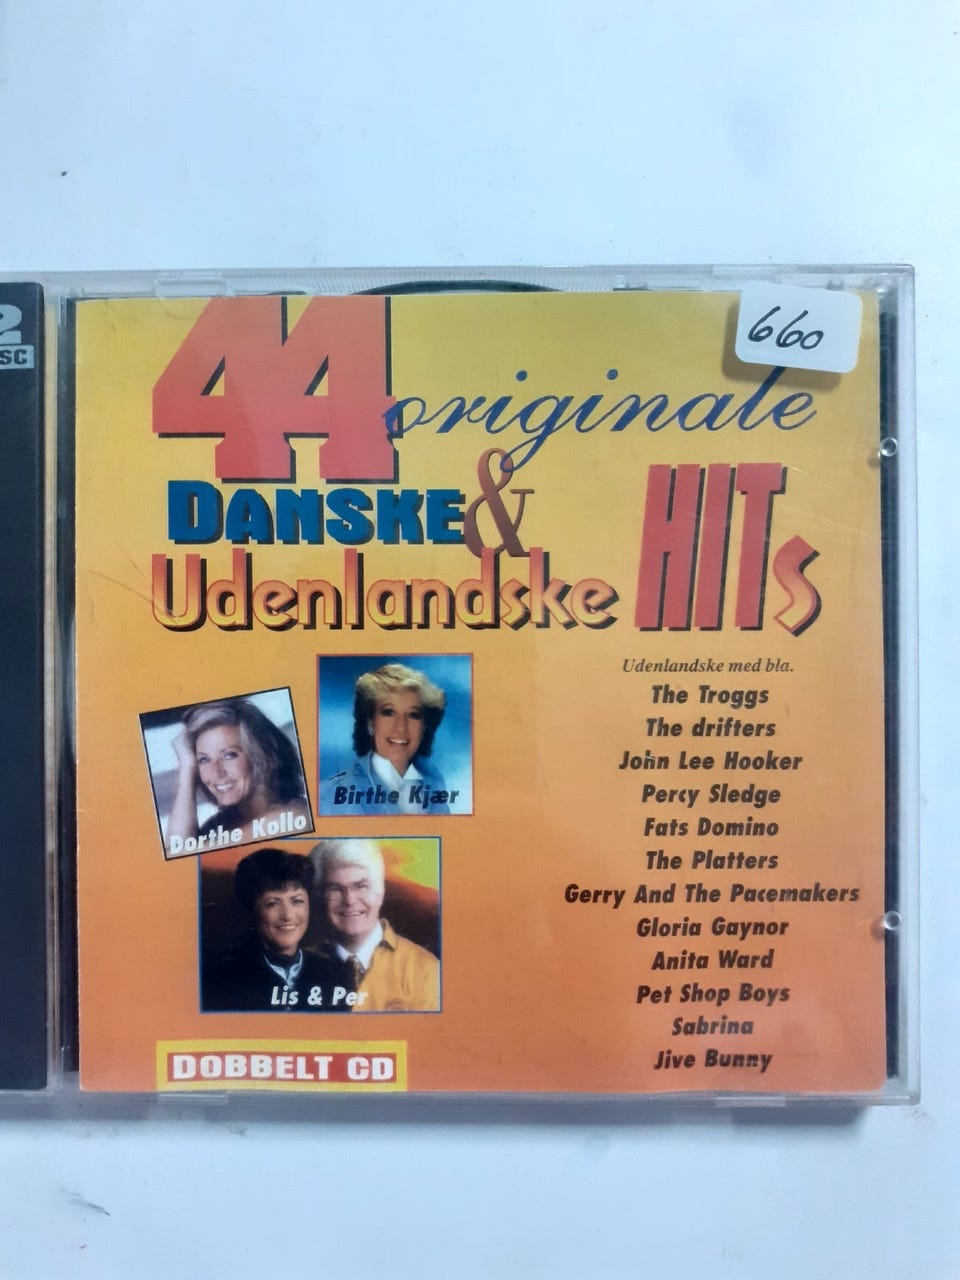 2
SC
660
44 originale
DANSKE &
Udenlandske HITS
Udenlandske med bla.
The Troggs
The drifters
John Lee Hooker
Percy Sledge
Fats Domino
The Platters
Gerry And The Pacemakers
Gloria Gaynor
Anita Ward
Pet Shop Boys
Sabrina
Jive Bunny
Birthe Kjær
Dorthe Kollo
Lis & Per
DOBBELT CD